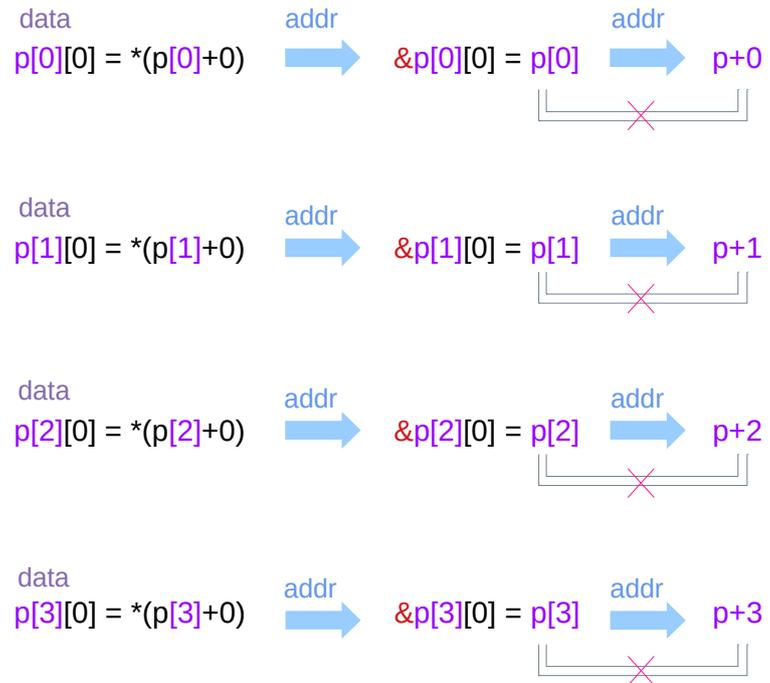 data addr addr
p[0][0] = *(p[0]+0) &p[0][0] = p[0] p+0
data addr addr
p[1][0] = *(p[1]+0) &p[1][0] = p[1] p+1
data addr addr
p[2][0] = *(p[2]+0) &p[2][0] = p[2] p+2
data addr addr
p[3][0] = *(p[3]+0) &p[3][0] = p[3] p+3